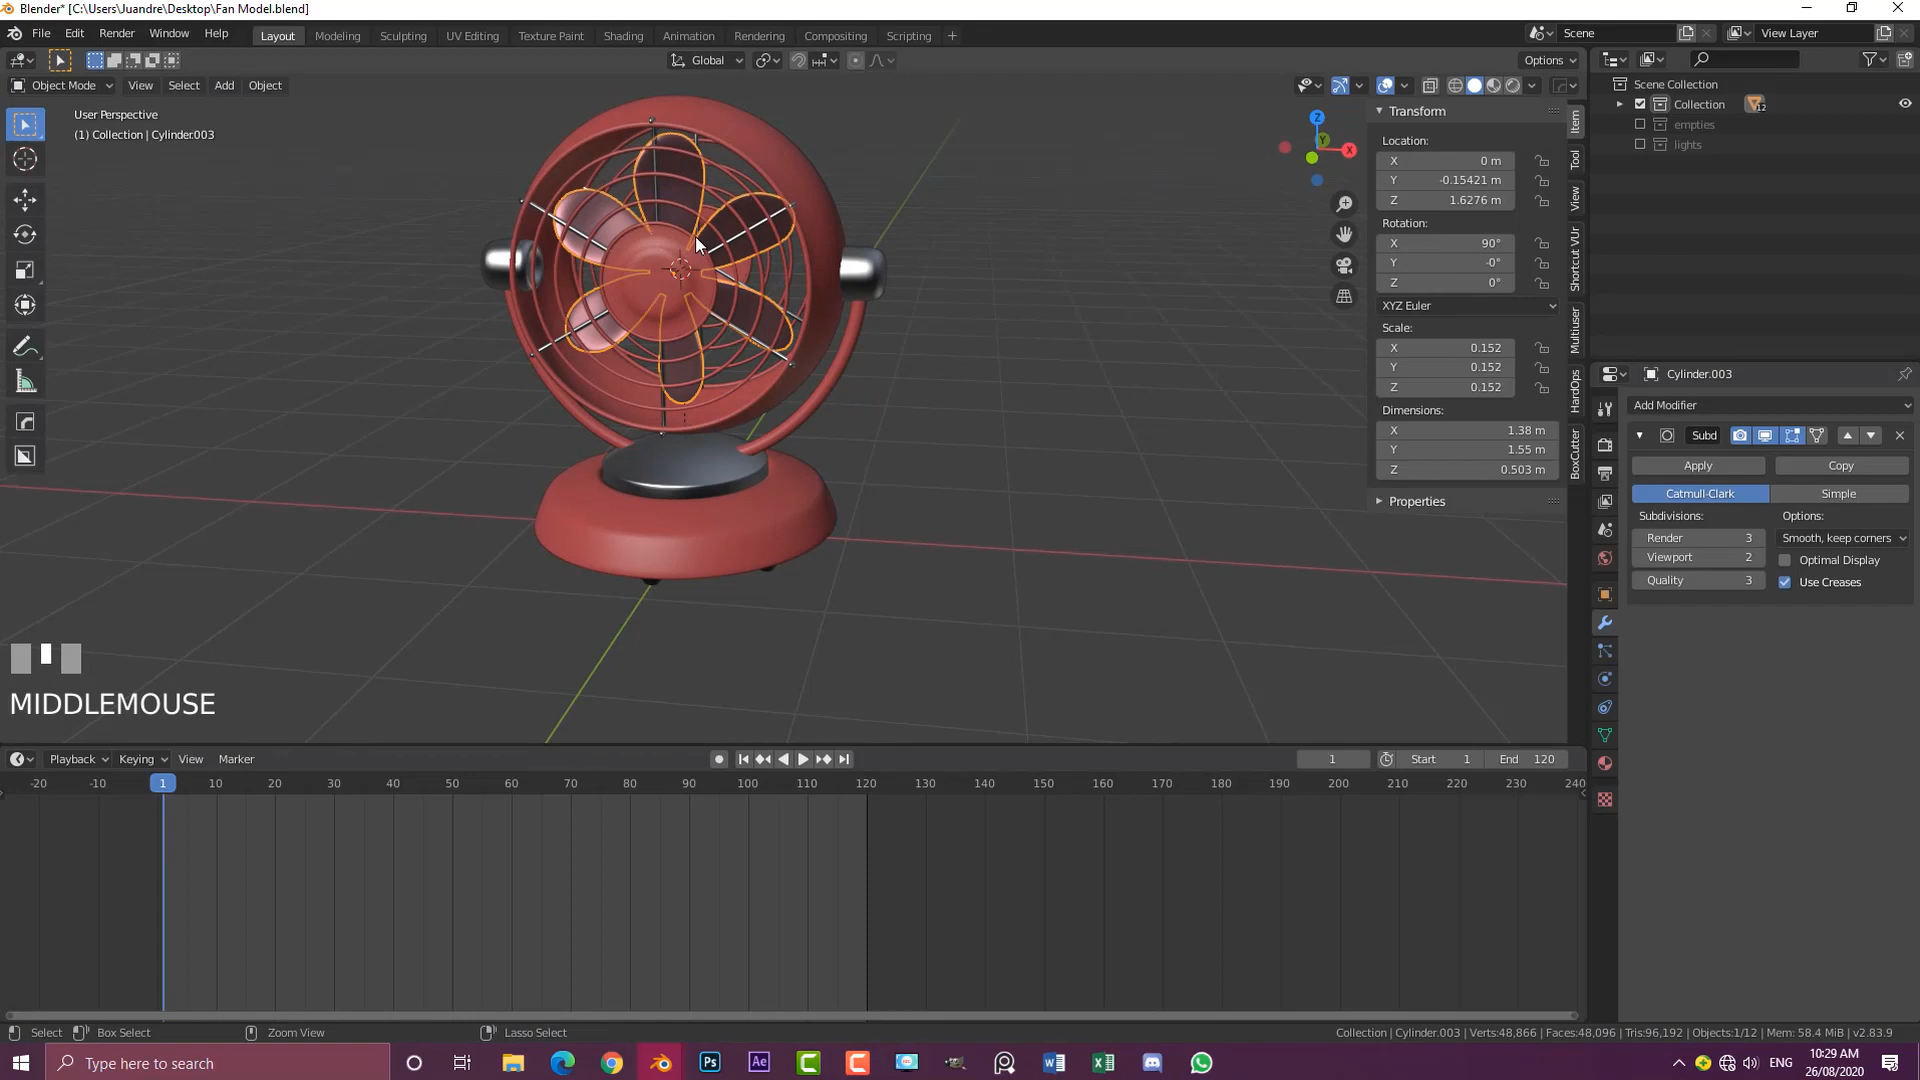 Blender* [C:\Users\Juandre\Desktop\Fan Model.blend]
File Edit Render Window Help
Layout Modeling Sculpting UV Editing Texture Paint Shading Animation Rendering Compositing Scripting +
Scene
View Layer
Global
Options
Object Mode View Select Add Object
User Perspective
(1) Collection | Cylinder.003
Z
Y
X
Transform
Location:
X 0 m
Y -0.15421 m
Z 1.6276 m
Rotation:
X 90°
Y -0°
Z 0°
XYZ Euler
Scale:
X 0.152
Y 0.152
Z 0.152
Dimensions:
X 1.38 m
Y 1.55 m
Z 0.503 m
Properties
Item
Tool
View
Shortcut VUr
Multiuser
HardOps
BoxCutter
Scene Collection
Collection 12
empties
lights
Cylinder.003
Add Modifier
Subd
Apply Copy
Catmull-Clark Simple
Subdivisions: Options:
Render 3 Smooth, keep corners
Viewport 2 Optimal Display
Quality 3 Use Creases
MIDDLEMOUSE
Playback Keying View Marker
1 Start 1 End 120
-20 -10 1 10 20 30 40 50 60 70 80 90 100 110 120 130 140 150 160 170 180 190 200 210 220 230 240
Select Box Select Zoom View Lasso Select
Collection | Cylinder.003 | Verts:48,866 | Faces:48,096 | Tris:96,192 | Objects:1/12 | Mem: 58.4 MiB | v2.83.9
Type here to search
Ps
Ae
ENG
10:29 AM
26/08/2020